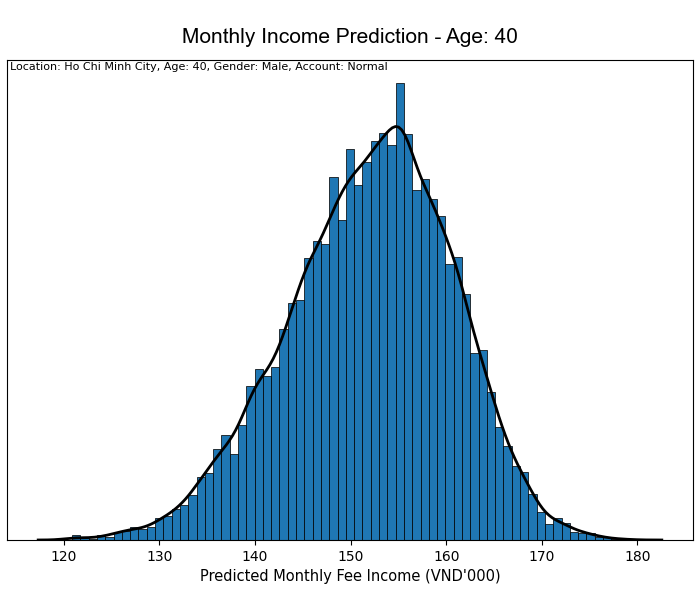 Monthly Income Prediction - Age: 40
Location: Ho Chi Minh City, Age: 40, Gender: Male, Account: Normal
120 130 140 150 160 170 180
Predicted Monthly Fee Income (VND'000)